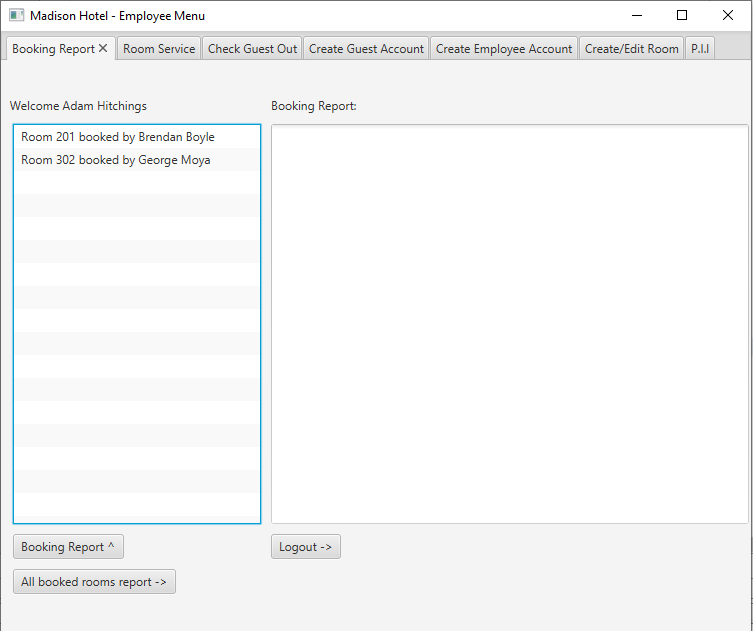 Madison Hotel - Employee Menu
Booking Report Room Service Check Guest Out Create Guest Account Create Employee Account Create/Edit Room P.I.I
Welcome Adam Hitchings
Booking Report:
Room 201 booked by Brendan Boyle
Room 302 booked by George Moya
Booking Report ^
Logout ->
All booked rooms report ->